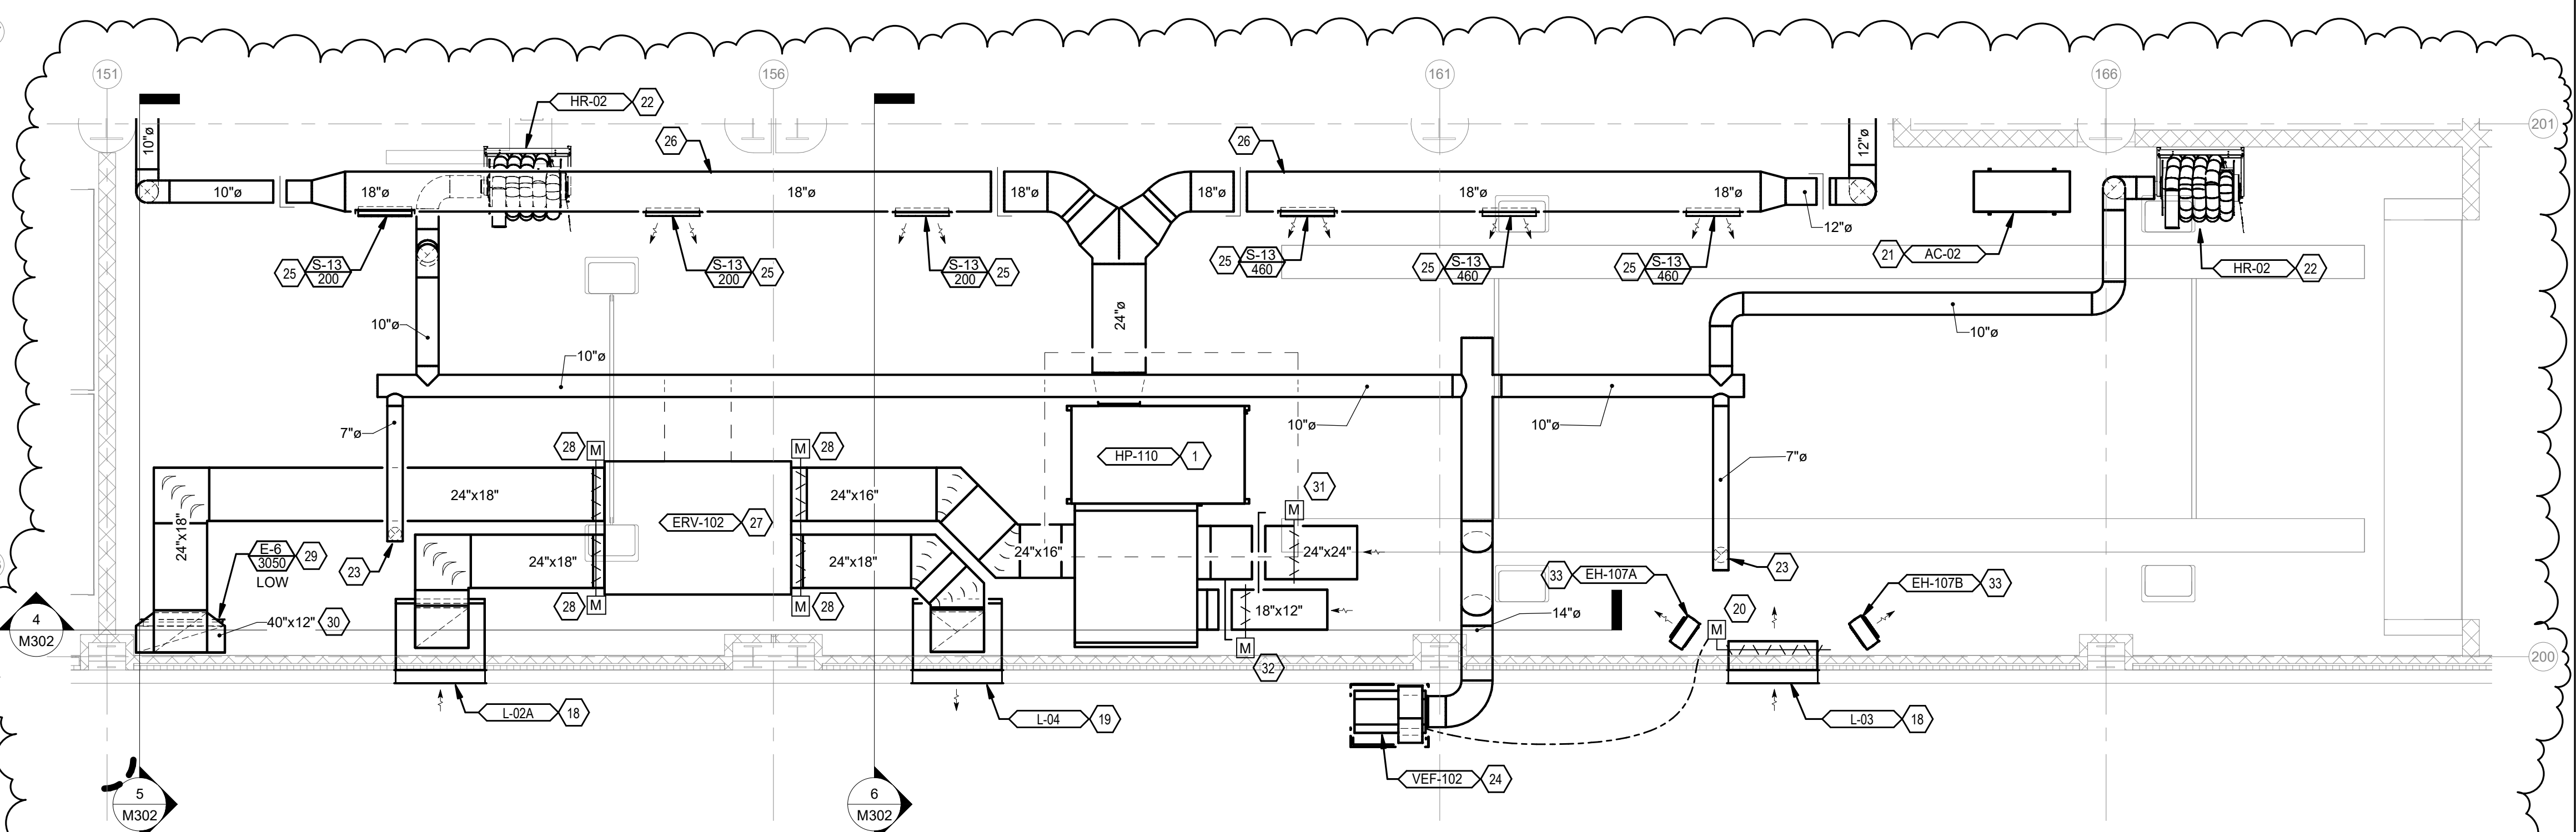 151
156
161
166
201
HR-02 22
26
26
10"ø
12"ø
10"ø
18"ø
18"ø
18"ø
18"ø
18"ø
18"ø
12"ø
25 S-13 200
S-13 200 25
S-13 200 25
25 S-13 460
25 S-13 460
25 S-13 460
21 AC-02
HR-02 22
10"ø
24"ø
10"ø
10"ø
7"ø
10"ø
10"ø
7"ø
28 M
M 28
HP-110 1
24"x18"
24"x16"
31
M
ERV-102 27
24"x18"
E-6 3050 29
LOW
23
24"x18"
24"x18"
24"x16"
24"x24"
23
28 M
M 28
18"x12"
33 EH-107A
EH-107B 33
20
M
14"ø
40"x12" 30
4
M302
M
32
200
L-02A 18
L-04 19
L-03 18
VEF-102 24
5
M302
6
M302